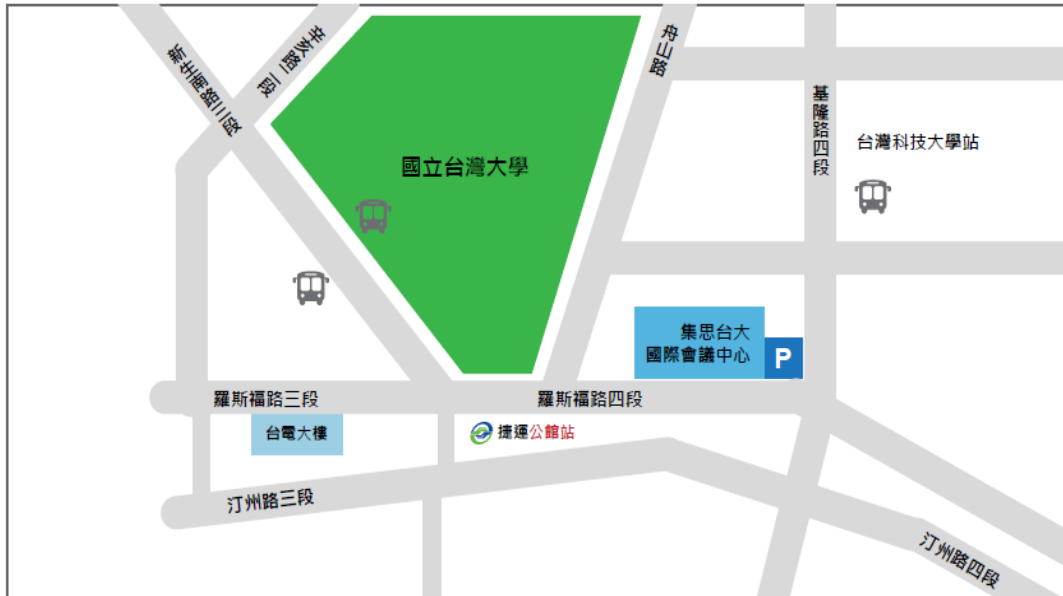 新生南路三段
辛亥路二段
舟山路
基隆路四段
台灣科技大學站
國立台灣大學
集思台大
國際會議中心
P
羅斯福路三段
羅斯福路四段
台電大樓
捷運公館站
汀州路三段
汀州路四段